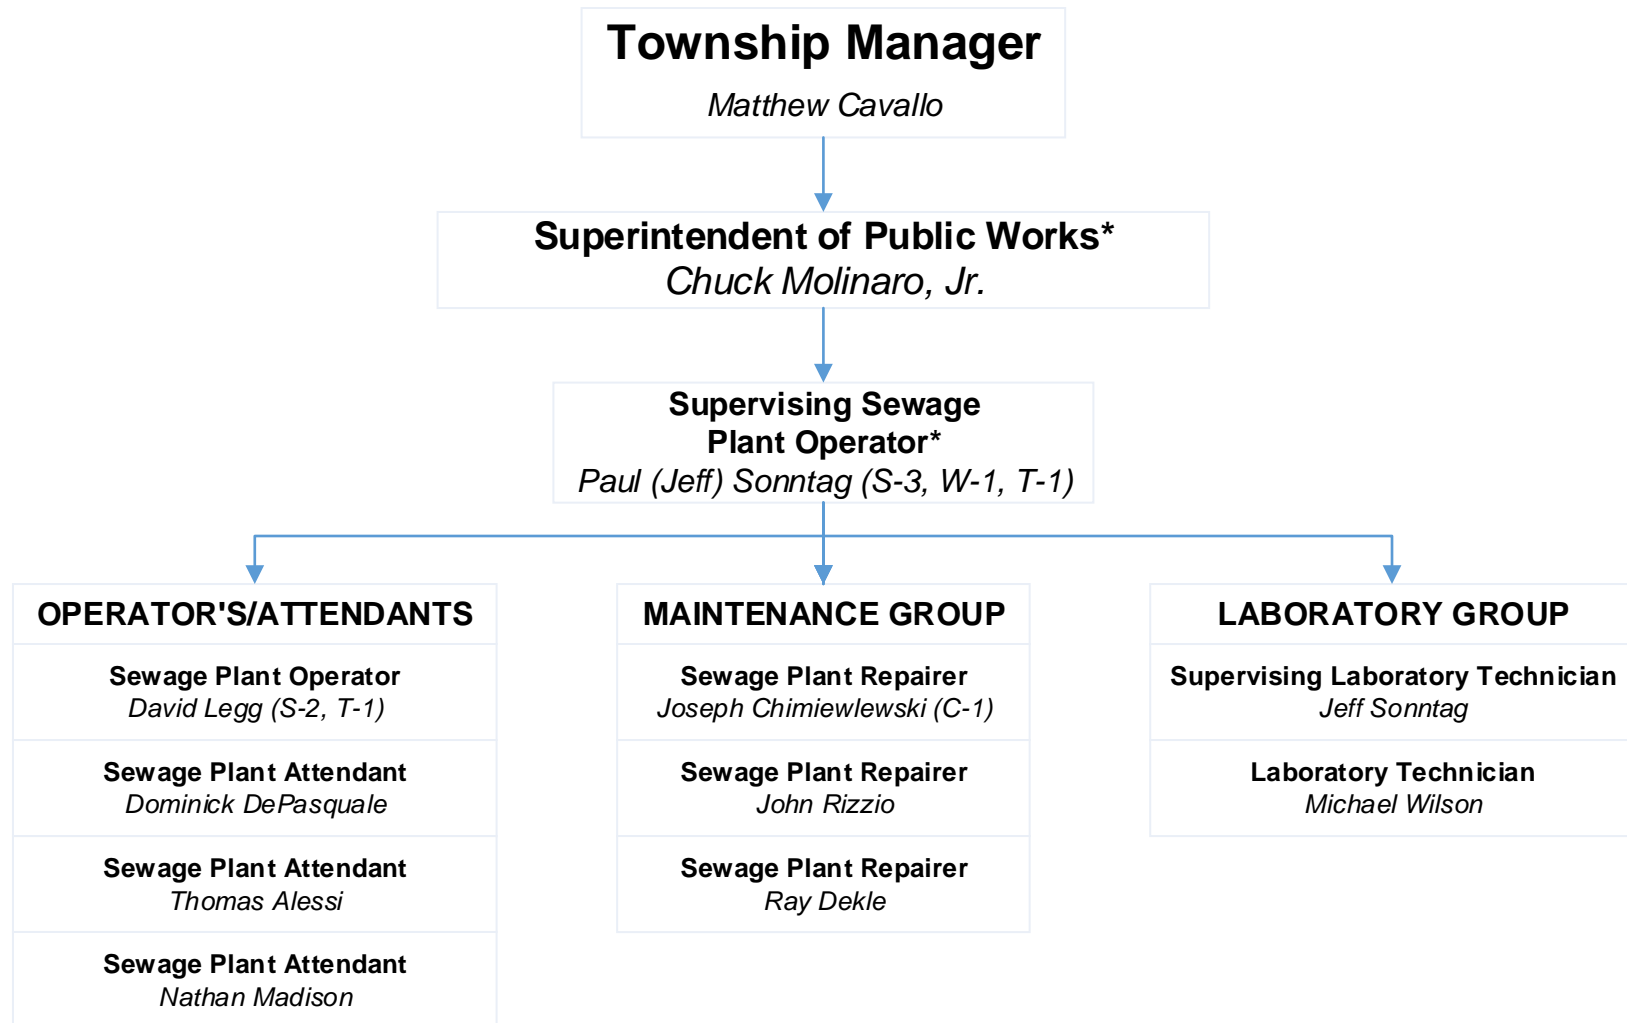 Township Manager
Matthew Cavallo
Superintendent of Public Works*
Chuck Molinaro, Jr.
Supervising Sewage
Plant Operator*
Paul (Jeff) Sonntag (S-3, W-1, T-1)
OPERATOR'S/ATTENDANTS
Sewage Plant Operator
David Legg (S-2, T-1)
Sewage Plant Attendant
Dominick DePasquale
Sewage Plant Attendant
Thomas Alessi
Sewage Plant Attendant
Nathan Madison
MAINTENANCE GROUP
Sewage Plant Repairer
Joseph Chimiewlewski (C-1)
Sewage Plant Repairer
John Rizzio
Sewage Plant Repairer
Ray Dekle
LABORATORY GROUP
Supervising Laboratory Technician
Jeff Sonntag
Laboratory Technician
Michael Wilson